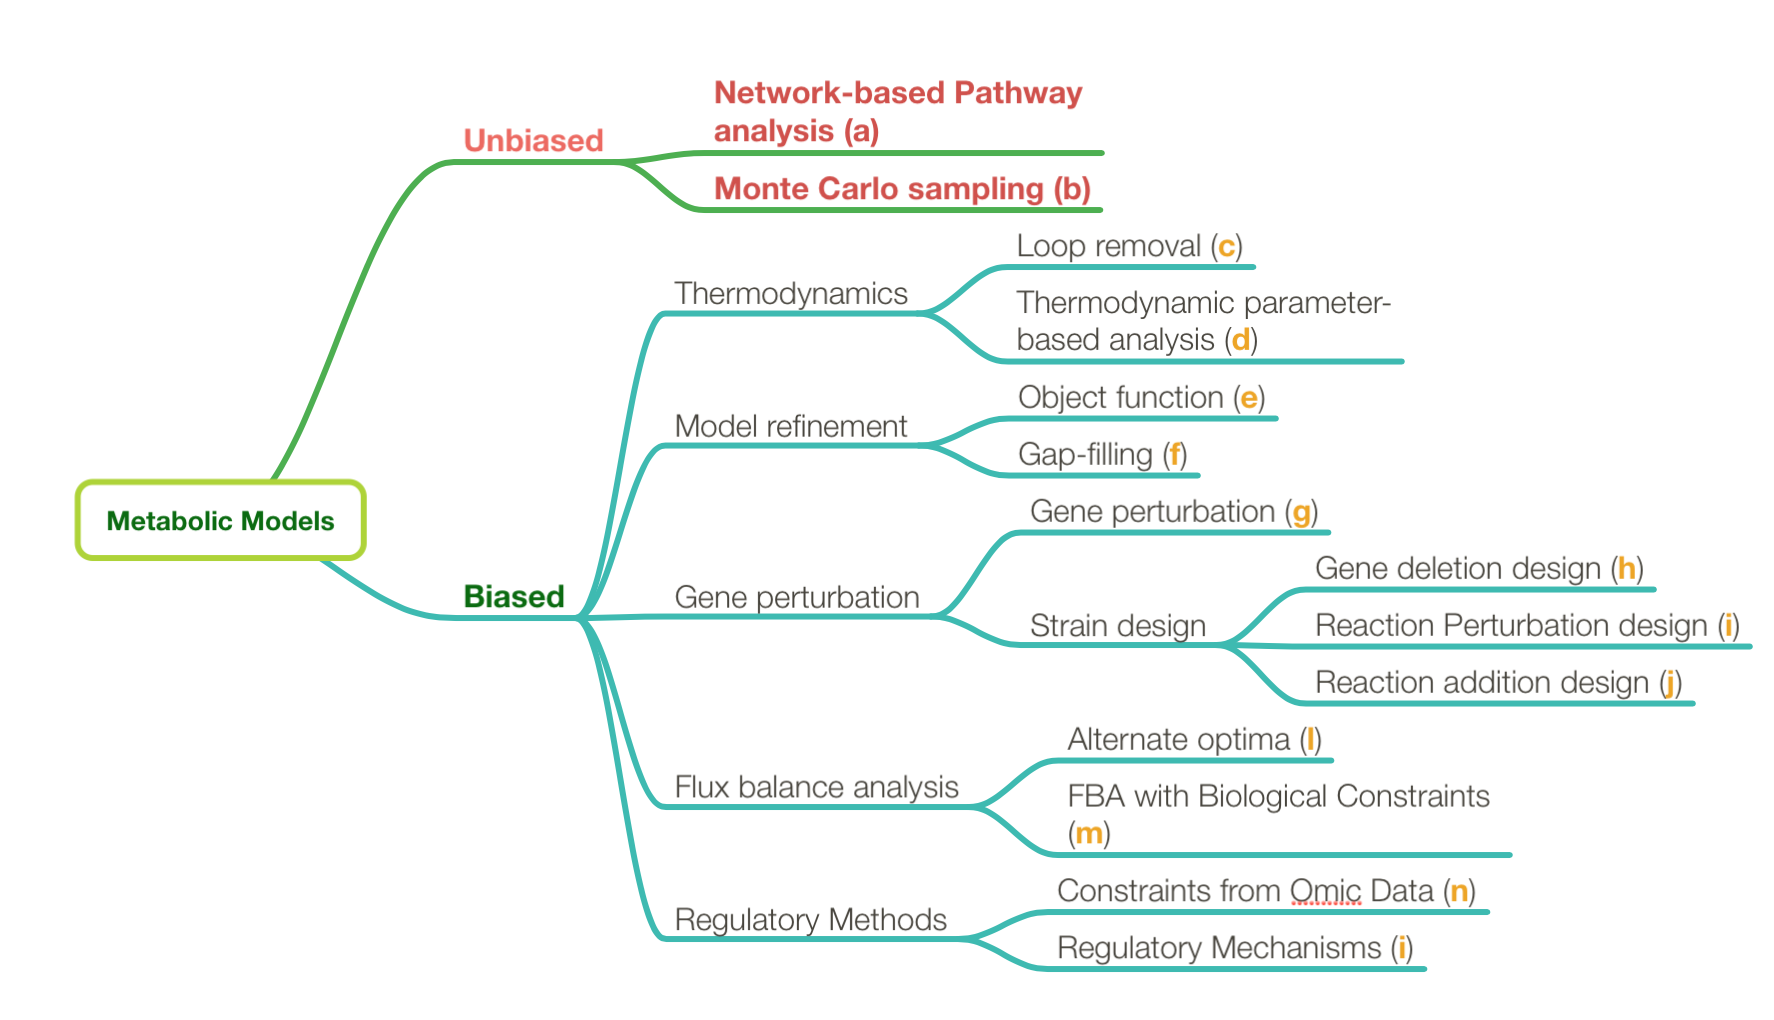 Network-based Pathway
analysis (a)
Unbiased
Monte Carlo sampling (b)
Loop removal (c)
Thermodynamics
Thermodynamic parameter-
based analysis (d)
Object function (e)
Model refinement
Gap-filling (f)
Gene perturbation (g)
Metabolic Models
Gene deletion design (h)
Biased
Gene perturbation
Strain design
Reaction Perturbation design (i)
Reaction addition design (j)
Alternate optima (l)
Flux balance analysis
FBA with Biological Constraints
(m)
Constraints from Omic Data (n)
Regulatory Methods
Regulatory Mechanisms (i)